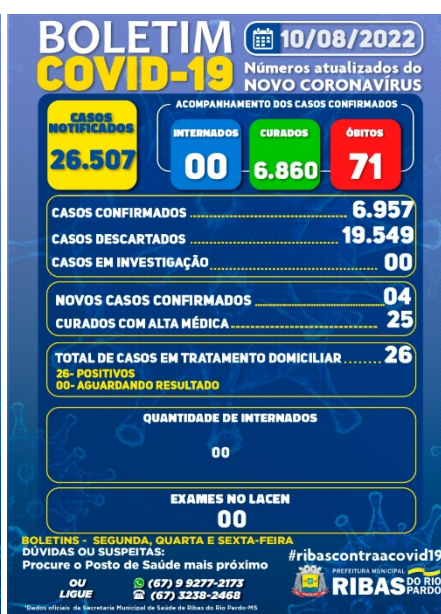 BOLETIM
10/08/2022
COVID-19
Números atualizados do
NOVO CORONAVÍRUS
CASOS
NOTIFICADOS
26.507
ACOMPANHAMENTO DOS CASOS CONFIRMADOS
INTERNADOS
00
CURADOS
6.860
ÓBITOS
71
CASOS CONFIRMADOS 6.957
CASOS DESCARTADOS 19.549
CASOS EM INVESTIGAÇÃO 00
NOVOS CASOS CONFIRMADOS 04
CURADOS COM ALTA MÉDICA 25
TOTAL DE CASOS EM TRATAMENTO DOMICILIAR 26
26- POSITIVOS
00- AGUARDANDO RESULTADO
QUANTIDADE DE INTERNADOS
00
EXAMES NO LACEN
00
BOLETINS - SEGUNDA, QUARTA E SEXTA-FEIRA
DÚVIDAS OU SUSPEITAS:
Procure o Posto de Saúde mais próximo
OU
LIGUE
(67) 9 9277-2173
(67) 3238-2468
#ribascontraacovid19
PREFEITURA MUNICIPAL
RIBAS DO RIO PARDO
*Dados oficiais da Secretaria Municipal de Saúde de Ribas do Rio Pardo-MS